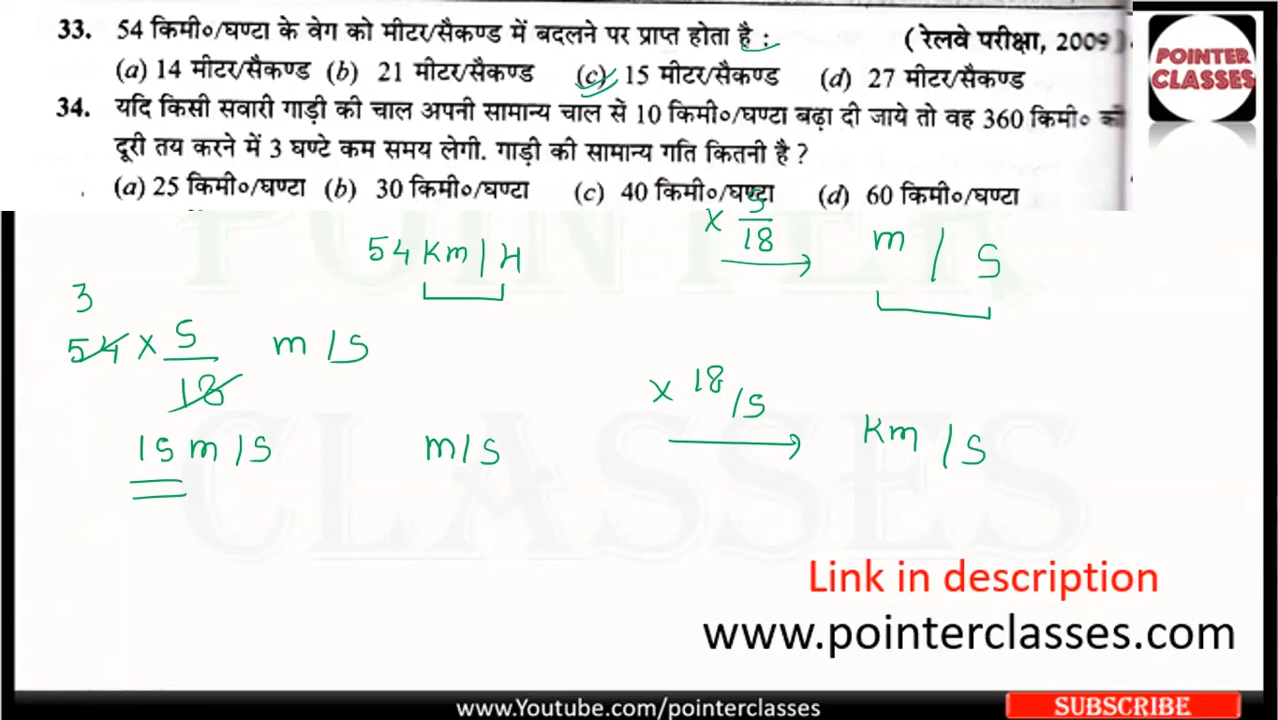 33. 54 किमी०/घण्टा के वेग को मीटर/सैकण्ड में बदलने पर प्राप्त होता है : ( रेलवे परीक्षा, 2009 )
(a) 14 मीटर/सैकण्ड (b) 21 मीटर/सैकण्ड (c) 15 मीटर/सैकण्ड (d) 27 मीटर/सैकण्ड
34. यदि किसी सवारी गाड़ी की चाल अपनी सामान्य चाल सें 10 किमी०/घण्टा बढ़ा दी जाये तो वह 360 किमी० की
दूरी तय करने में 3 घण्टे कम समय लेगी. गाड़ी की सामान्य गति कितनी है ?
(a) 25 किमी०/घण्टा (b) 30 किमी०/घण्टा (c) 40 किमी०/घण्टा (d) 60 किमी०/घण्टा
POINTER
CLASSES
POINTER
CLASSES
54 Km/H × 5/18 m/S
3
54 × 5/18 m/S
15 m/S
m/S × 18/5 Km/S
Link in description
www.pointerclasses.com
www.Youtube.com/pointerclasses
SUBSCRIBE